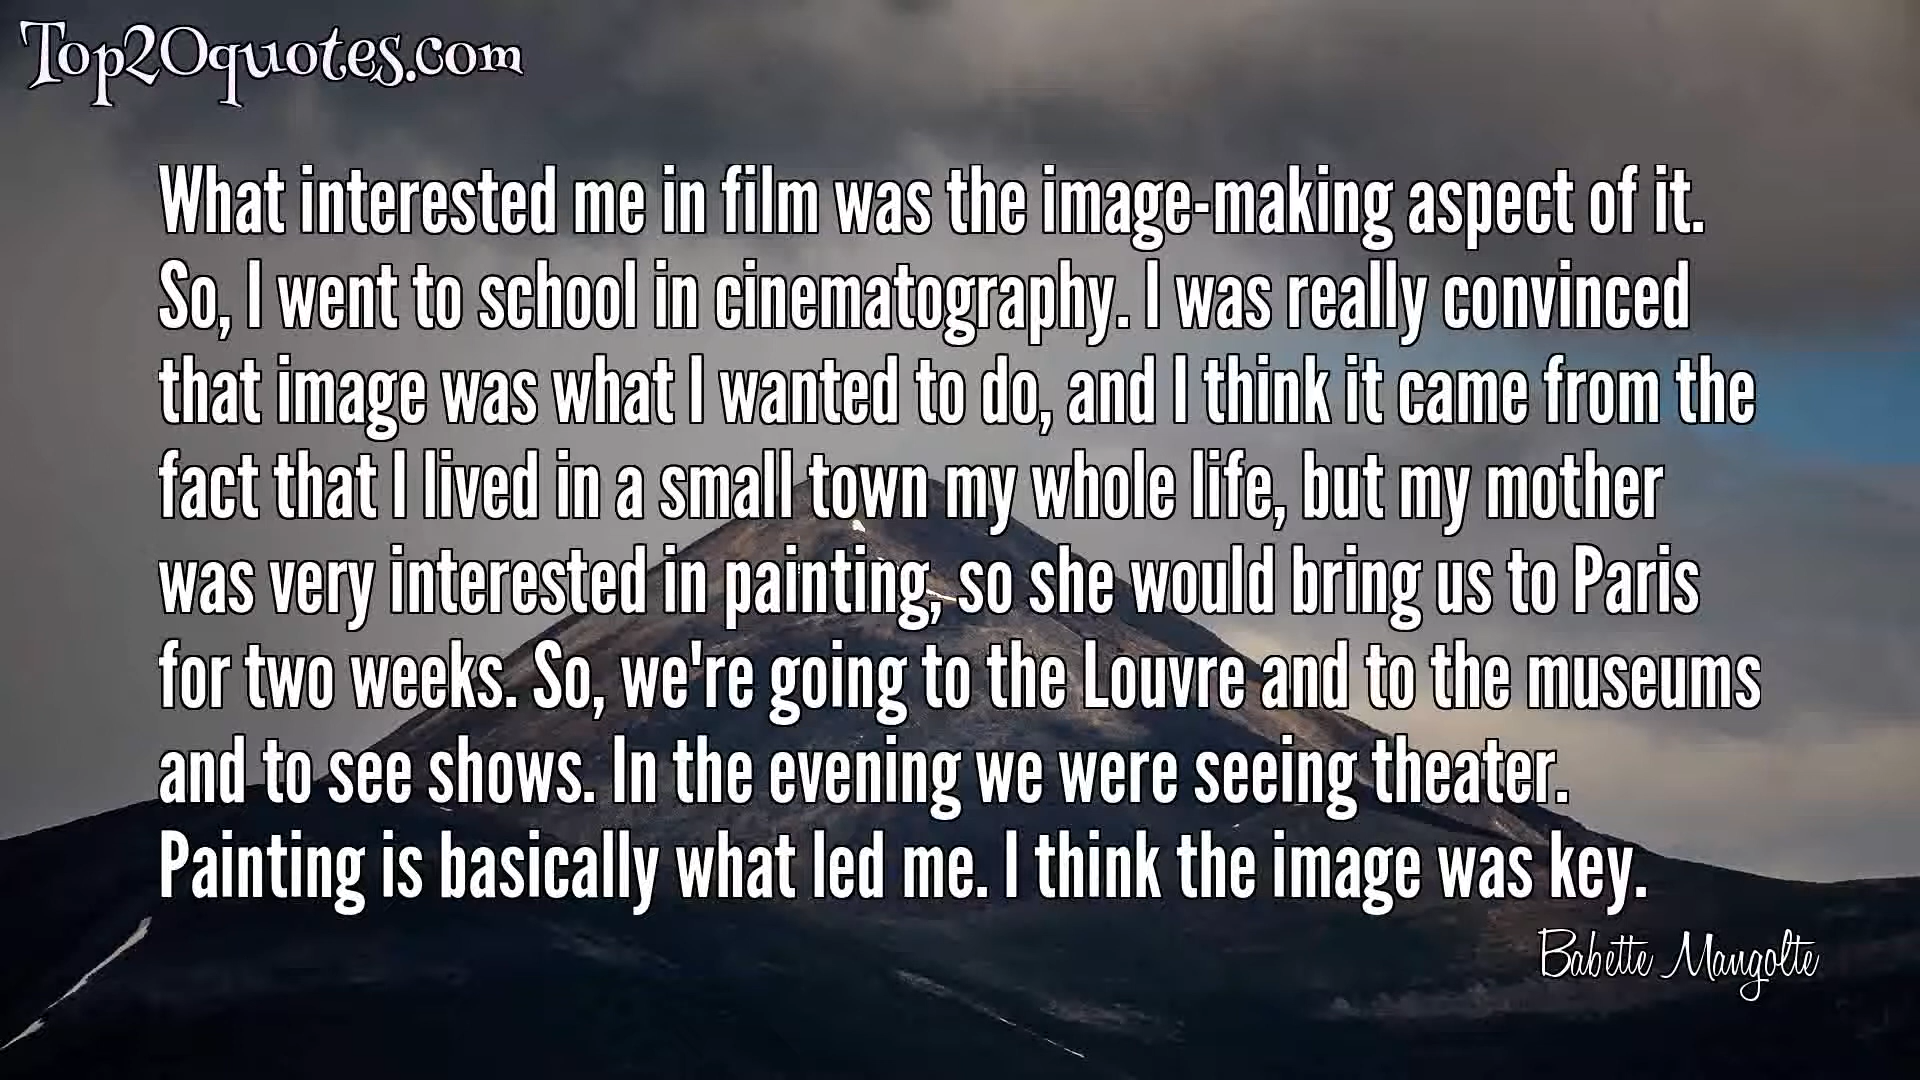 Top20quotes.com
What interested me in film was the image-making aspect of it.
So, I went to school in cinematography. I was really convinced
that image was what I wanted to do, and I think it came from the
fact that I lived in a small town my whole life, but my mother
was very interested in painting, so she would bring us to Paris
for two weeks. So, we're going to the Louvre and to the museums
and to see shows. In the evening we were seeing theater.
Painting is basically what led me. I think the image was key.
Babette Mangolte